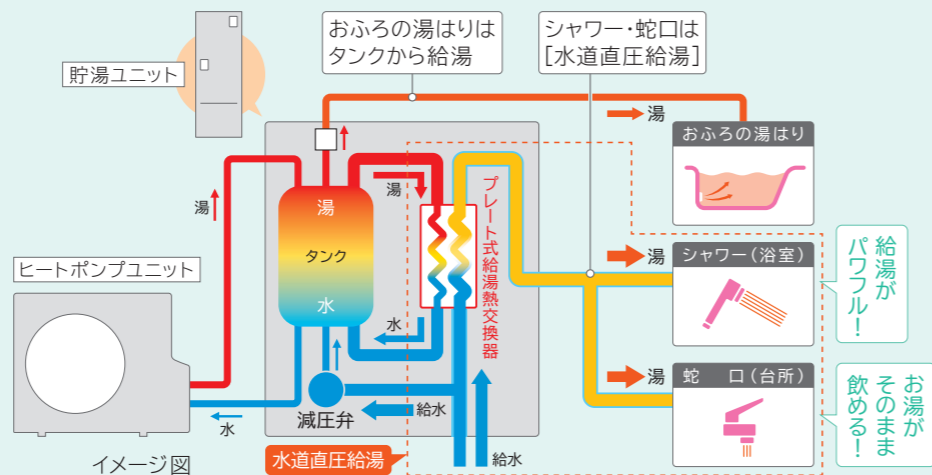 おふろの湯はりは
タンクから給湯
シャワー・蛇口は
[水道直圧給湯]
貯湯ユニット
湯
おふろの湯はり
湯
湯
プレート式給湯熱交換器
湯
タンク
水
ヒートポンプユニット
湯
シャワー(浴室)
給湯が
パワフル!
水
湯
蛇 口(台所)
お湯が
そのまま
飲める!
減圧弁
給水
水
イメージ図
水道直圧給湯
給水